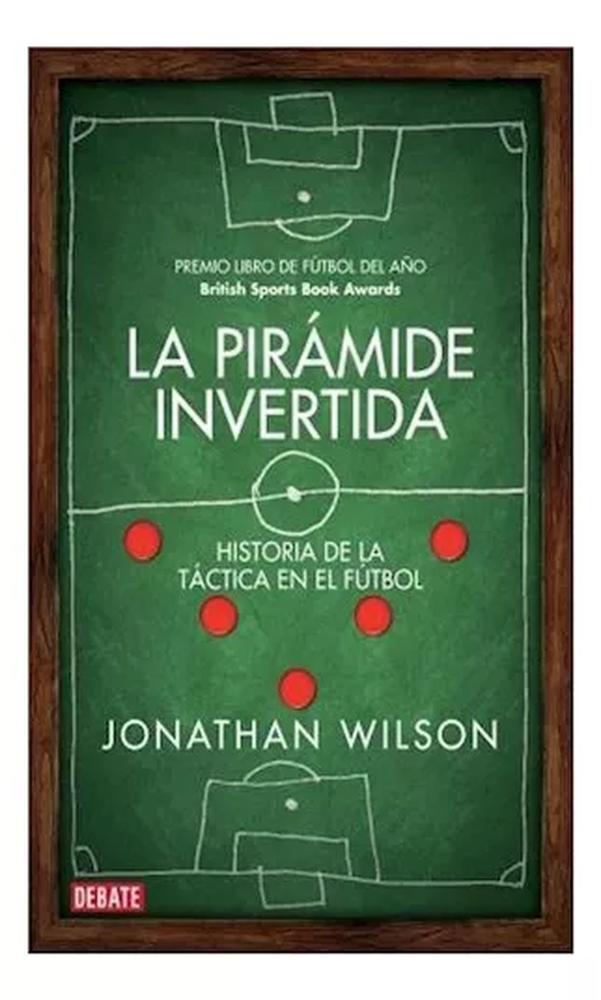 PREMIO LIBRO DE FÚTBOL DEL AÑO
British Sports Book Awards
LA PIRÁMIDE
INVERTIDA
HISTORIA DE LA
TÁCTICA EN EL FÚTBOL
JONATHAN WILSON
DEBATE